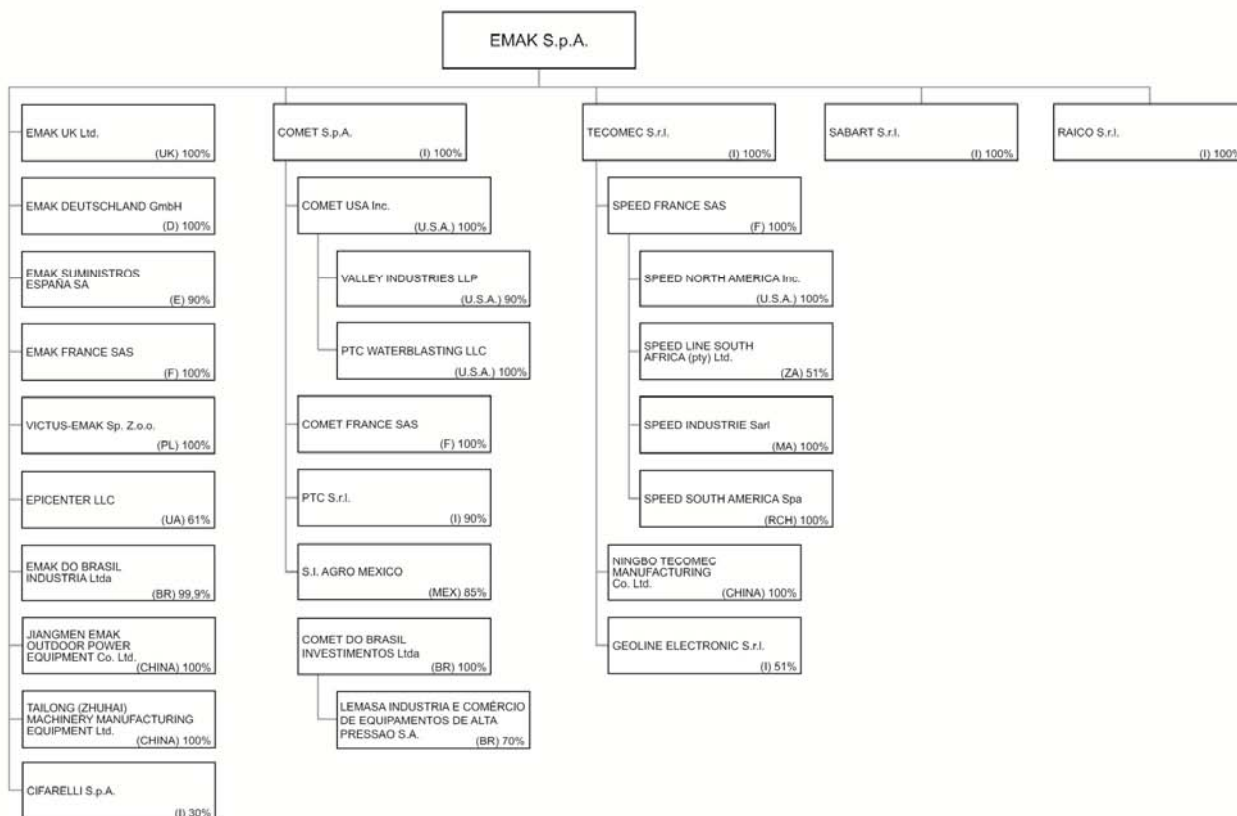 EMAK S.p.A.
EMAK UK Ltd.
(UK) 100%
EMAK DEUTSCHLAND GmbH
(D) 100%
EMAK SUMINISTROS
ESPAÑA SA
(E) 90%
EMAK FRANCE SAS
(F) 100%
VICTUS-EMAK Sp. Z.o.o.
(PL) 100%
EPICENTER LLC
(UA) 61%
EMAK DO BRASIL
INDUSTRIA Ltda
(BR) 99,9%
JIANGMEN EMAK
OUTDOOR POWER
EQUIPMENT Co. Ltd.
(CHINA) 100%
TAILONG (ZHUHAI)
MACHINERY MANUFACTURING
EQUIPMENT Ltd.
(CHINA) 100%
CIFARELLI S.p.A.
(I) 30%
COMET S.p.A.
(I) 100%
COMET USA Inc.
(U.S.A.) 100%
VALLEY INDUSTRIES LLP
(U.S.A.) 90%
PTC WATERBLASTING LLC
(U.S.A.) 100%
COMET FRANCE SAS
(F) 100%
PTC S.r.l.
(I) 90%
S.I. AGRO MEXICO
(MEX) 85%
COMET DO BRASIL
INVESTIMENTOS Ltda
(BR) 100%
LEMASA INDUSTRIA E COMÉRCIO
DE EQUIPAMENTOS DE ALTA
PRESSAO S.A.
(BR) 70%
TECOMEC S.r.l.
(I) 100%
SPEED FRANCE SAS
(F) 100%
SPEED NORTH AMERICA Inc.
(U.S.A.) 100%
SPEED LINE SOUTH
AFRICA (pty) Ltd.
(ZA) 51%
SPEED INDUSTRIE Sarl
(MA) 100%
SPEED SOUTH AMERICA Spa
(RCH) 100%
NINGBO TECOMEC
MANUFACTURING
Co. Ltd.
(CHINA) 100%
GEOLINE ELECTRONIC S.r.l.
(I) 51%
SABART S.r.l.
(I) 100%
RAICO S.r.l.
(I) 100%